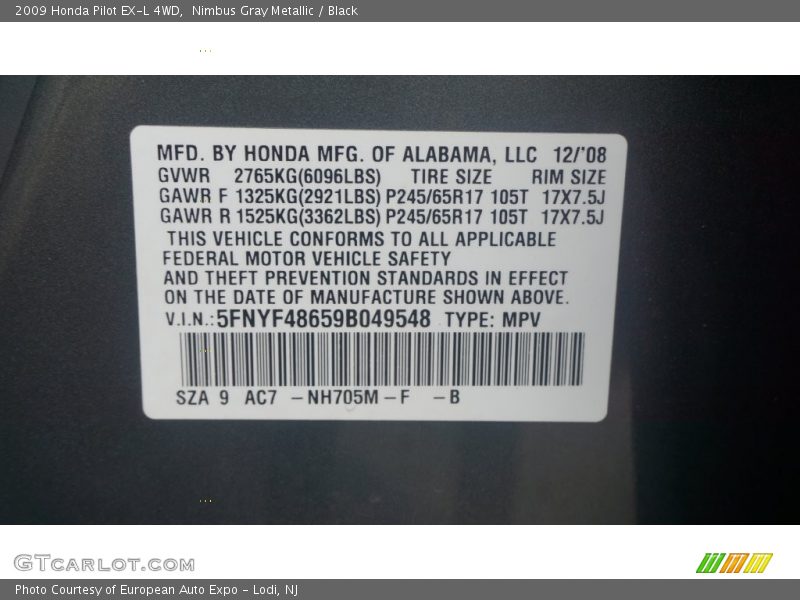 2009 Honda Pilot EX-L 4WD,  Nimbus Gray Metallic / Black
MFD. BY HONDA MFG. OF ALABAMA, LLC 12/'08
GVWR 2765KG(6096LBS) TIRE SIZE RIM SIZE
GAWR F 1325KG(2921LBS) P245/65R17 105T 17X7.5J
GAWR R 1525KG(3362LBS) P245/65R17 105T 17X7.5J
THIS VEHICLE CONFORMS TO ALL APPLICABLE
FEDERAL MOTOR VEHICLE SAFETY
AND THEFT PREVENTION STANDARDS IN EFFECT
ON THE DATE OF MANUFACTURE SHOWN ABOVE.
V.I.N.: 5FNYF48659B049548 TYPE: MPV
SZA 9 AC7 –NH705M–F –B
GTCARLOT.COM
Photo Courtesy of European Auto Expo - Lodi, NJ